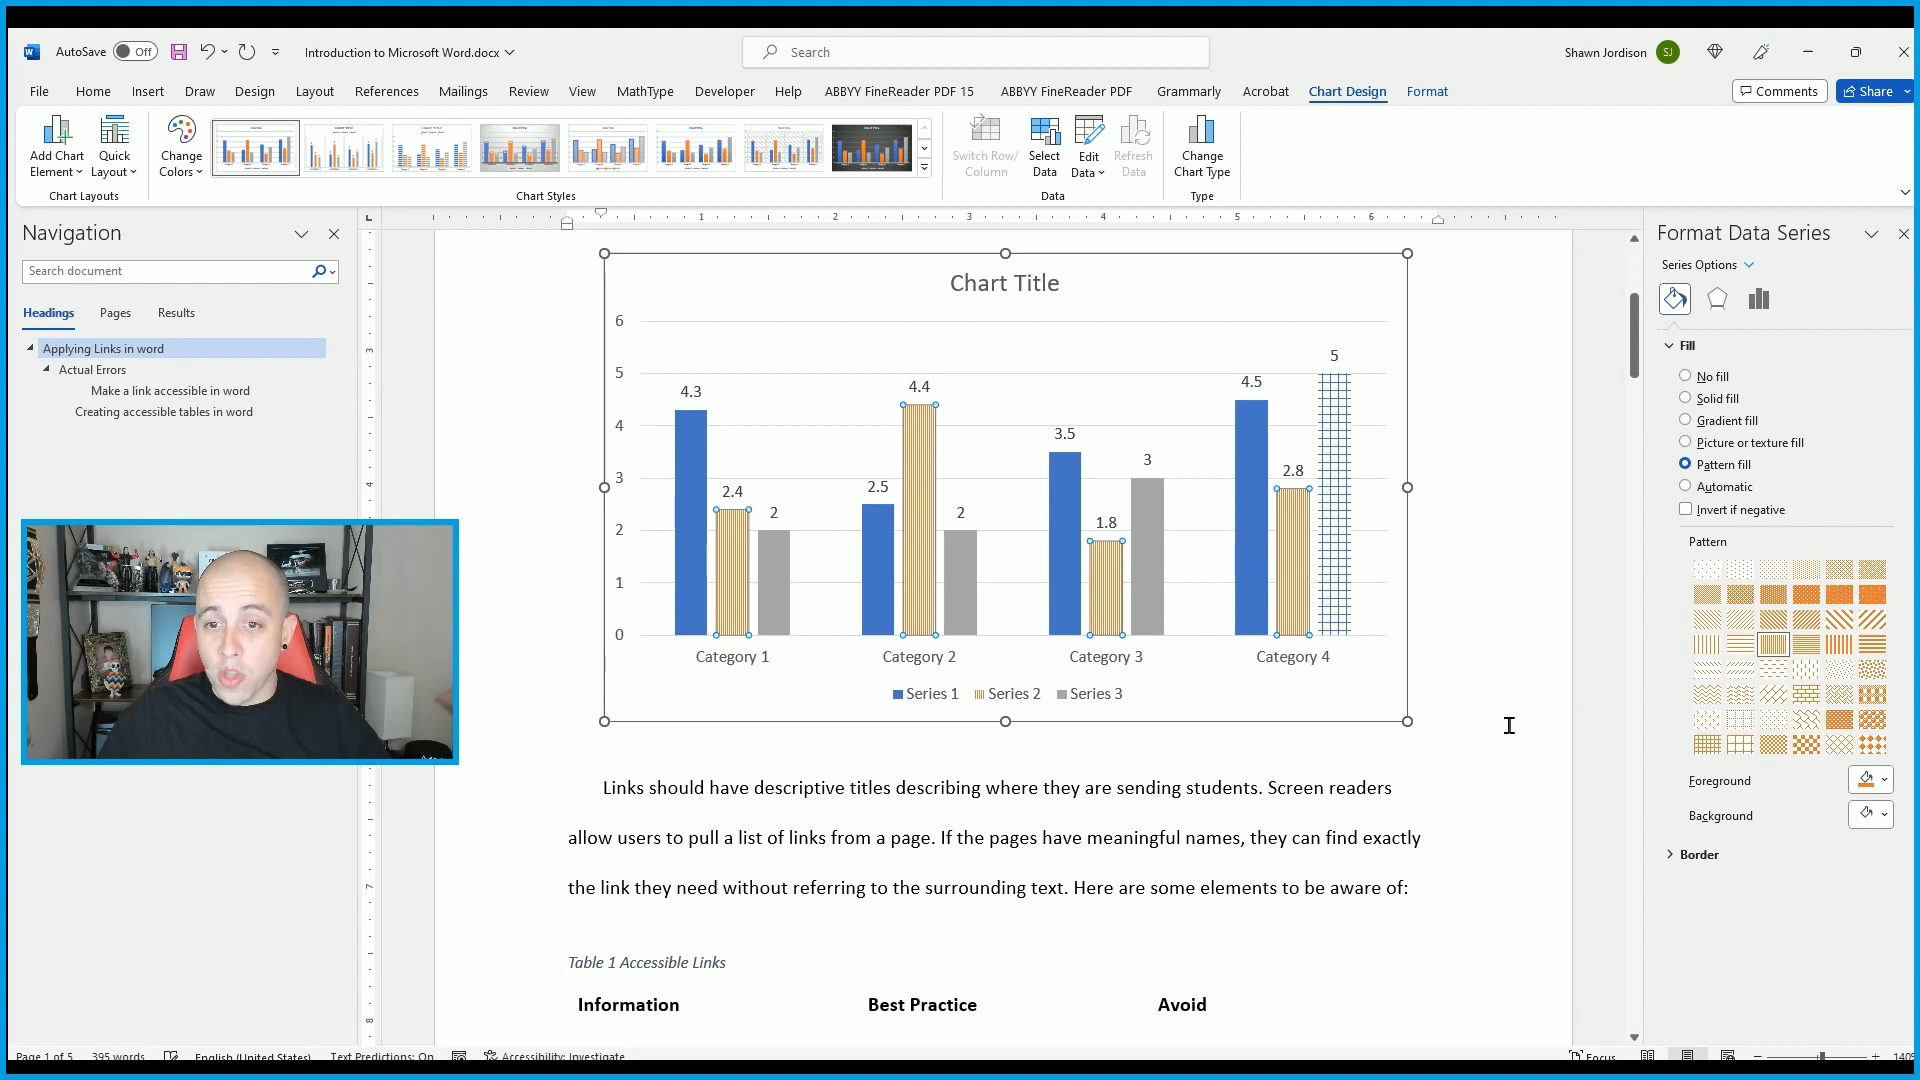 AutoSave Off Introduction to Microsoft Word.docx Search Shawn Jordison SJ
File Home Insert Draw Design Layout References Mailings Review View MathType Developer Help ABBYY FineReader PDF 15 ABBYY FineReader PDF Grammarly Acrobat Chart Design Format Comments Share
Add Chart Element
Quick Layout
Change Colors
Switch Row/ Column
Select Data
Edit Data
Refresh Data
Change Chart Type
Chart Layouts Chart Styles Data Type
Navigation
Search document
Headings Pages Results
Applying Links in word
Actual Errors
Make a link accessible in word
Creating accessible tables in word
1 2 3 4 5 6
3
4
7
8
Chart Title
6
5
4
3
2
1
0
4.3 2.4 2
2.5 4.4 2
3.5 1.8 3
4.5 2.8 5
Category 1 Category 2 Category 3 Category 4
Series 1 Series 2 Series 3
Links should have descriptive titles describing where they are sending students. Screen readers
allow users to pull a list of links from a page. If the pages have meaningful names, they can find exactly
the link they need without referring to the surrounding text. Here are some elements to be aware of:
Table 1 Accessible Links
Information Best Practice Avoid
Format Data Series
Series Options
Fill
No fill
Solid fill
Gradient fill
Picture or texture fill
Pattern fill
Automatic
Invert if negative
Pattern
Foreground
Background
Border
Page 1 of 5 395 words English (United States) Text Predictions: On Accessibility: Investigate Focus 140%